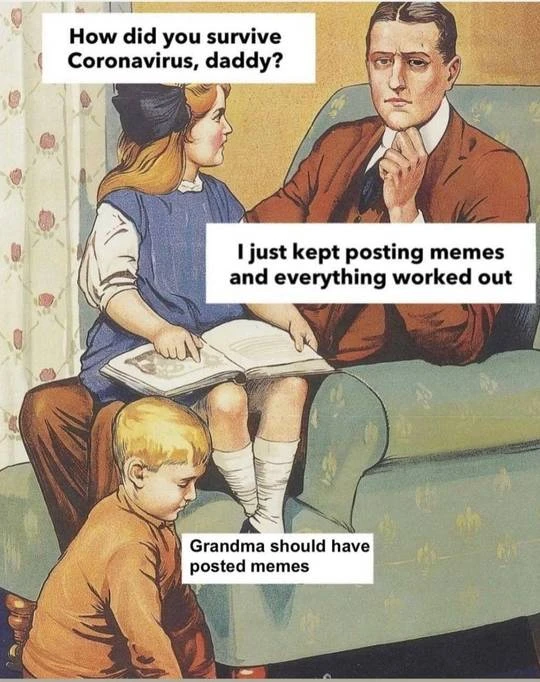 How did you survive
Coronavirus, daddy?
I just kept posting memes
and everything worked out
Grandma should have
posted memes